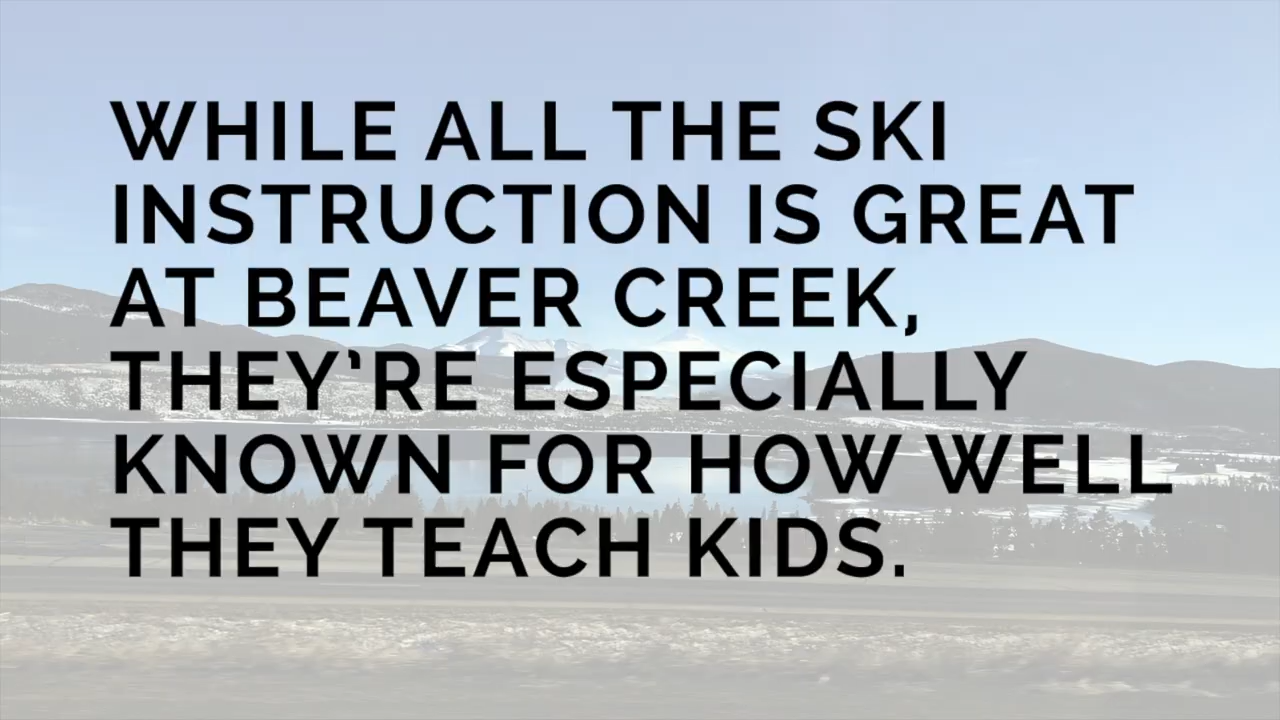 WHILE ALL THE SKI
INSTRUCTION IS GREAT
AT BEAVER CREEK,
THEY’RE ESPECIALLY
KNOWN FOR HOW WELL
THEY TEACH KIDS.